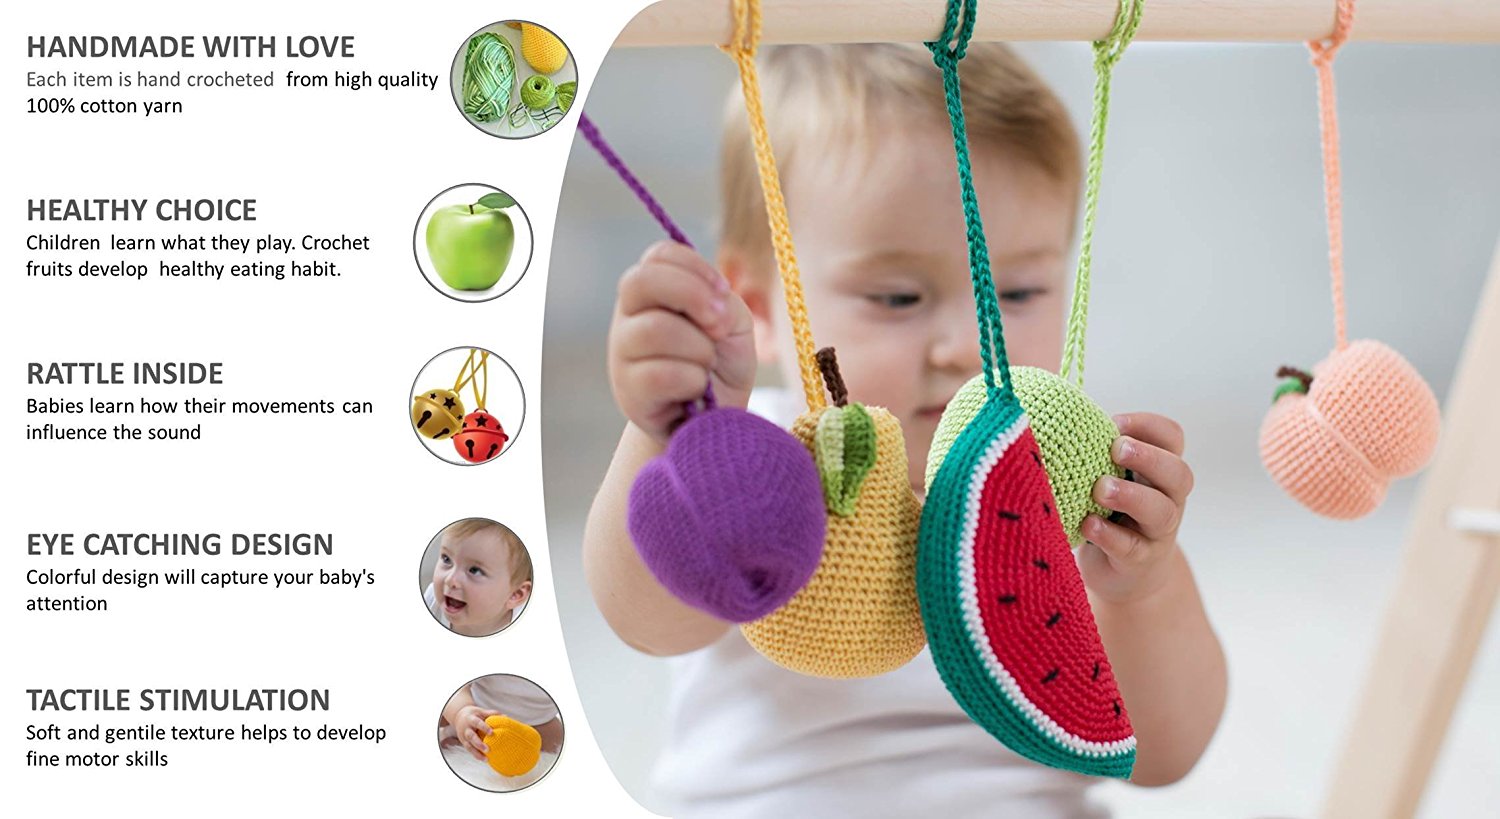 HANDMADE WITH LOVE
Each item is hand crocheted from high quality
100% cotton yarn
HEALTHY CHOICE
Children learn what they play. Crochet
fruits develop healthy eating habit.
RATTLE INSIDE
Babies learn how their movements can
influence the sound
EYE CATCHING DESIGN
Colorful design will capture your baby's
attention
TACTILE STIMULATION
Soft and gentile texture helps to develop
fine motor skills